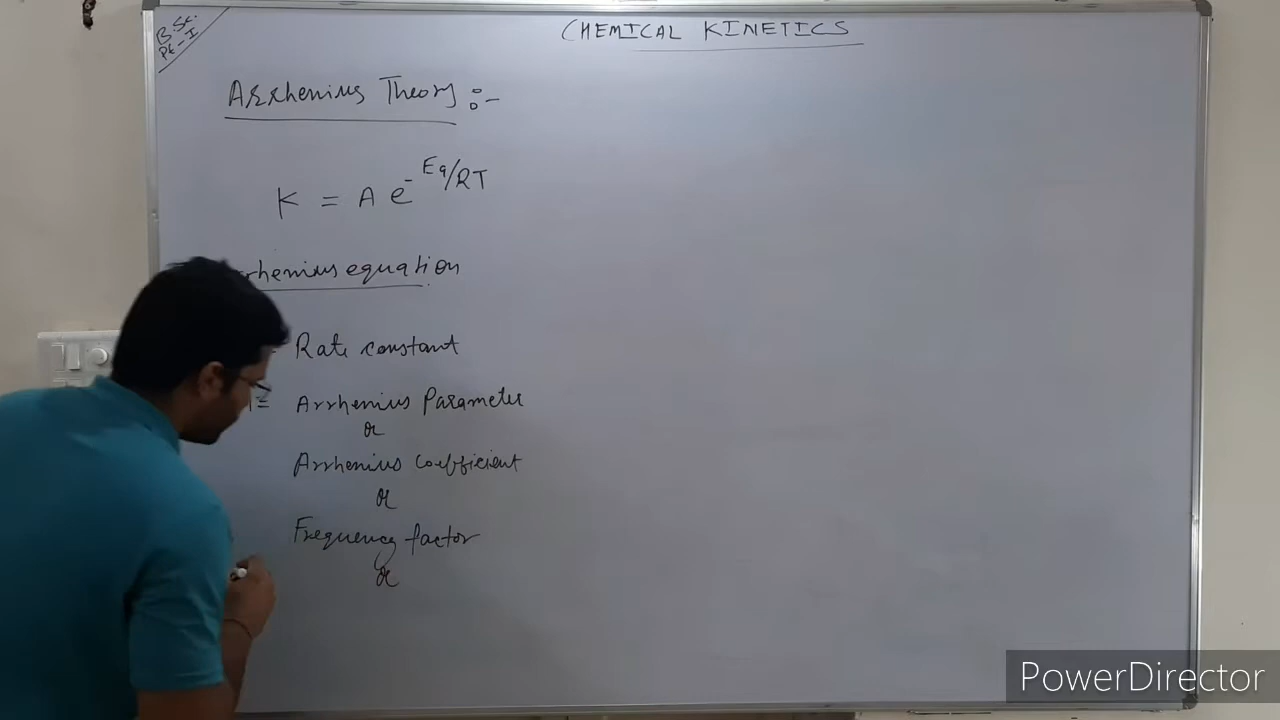 CHEMICAL KINETICS
B.Sc.
Pt-I
Arrhenius Theory :-
K = A e^-Ea/RT
equation
Rate constant
= Arrhenius Parameter
or
Arrhenius coefficient
or
Frequency factor
or
PowerDirector